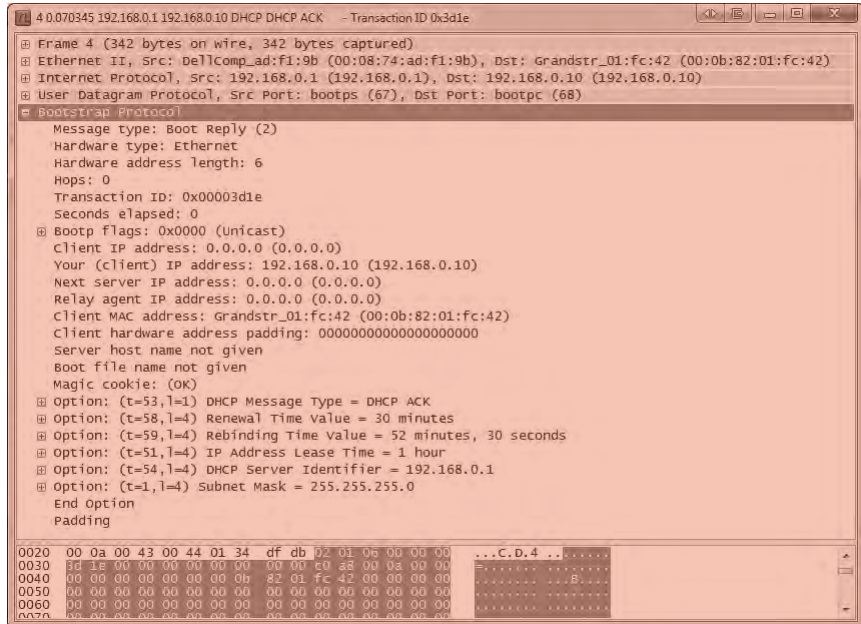 4 0.070345 192.168.0.1 192.168.0.10 DHCP DHCP ACK - Transaction ID 0x3d1e
Frame 4 (342 bytes on wire, 342 bytes captured)
Ethernet II, Src: DellComp_ad:f1:9b (00:08:74:ad:f1:9b), Dst: Grandstr_01:fc:42 (00:0b:82:01:fc:42)
Internet Protocol, Src: 192.168.0.1 (192.168.0.1), Dst: 192.168.0.10 (192.168.0.10)
User Datagram Protocol, Src Port: bootps (67), Dst Port: bootpc (68)
Bootstrap Protocol
Message type: Boot Reply (2)
Hardware type: Ethernet
Hardware address length: 6
Hops: 0
Transaction ID: 0x00003d1e
Seconds elapsed: 0
Bootp flags: 0x0000 (Unicast)
Client IP address: 0.0.0.0 (0.0.0.0)
Your (client) IP address: 192.168.0.10 (192.168.0.10)
Next server IP address: 0.0.0.0 (0.0.0.0)
Relay agent IP address: 0.0.0.0 (0.0.0.0)
Client MAC address: Grandstr_01:fc:42 (00:0b:82:01:fc:42)
Client hardware address padding: 00000000000000000000
Server host name not given
Boot file name not given
Magic cookie: (OK)
Option: (t=53,l=1) DHCP Message Type = DHCP ACK
Option: (t=58,l=4) Renewal Time Value = 30 minutes
Option: (t=59,l=4) Rebinding Time Value = 52 minutes, 30 seconds
Option: (t=51,l=4) IP Address Lease Time = 1 hour
Option: (t=54,l=4) DHCP Server Identifier = 192.168.0.1
Option: (t=1,l=4) Subnet Mask = 255.255.255.0
End Option
Padding
0020 00 0a 00 43 00 44 01 34 df db 02 01 06 00 00 00 ...C.D.4 .. ......
0030 3d 1e 00 00 00 00 00 00 00 00 c0 a8 00 0a 00 00 =....... ........
0040 00 00 00 00 00 00 00 0b 82 01 fc 42 00 00 00 00 ........ ...B....
0050 00 00 00 00 00 00 00 00 00 00 00 00 00 00 00 00 ........ ........
0060 00 00 00 00 00 00 00 00 00 00 00 00 00 00 00 00 ........ ........